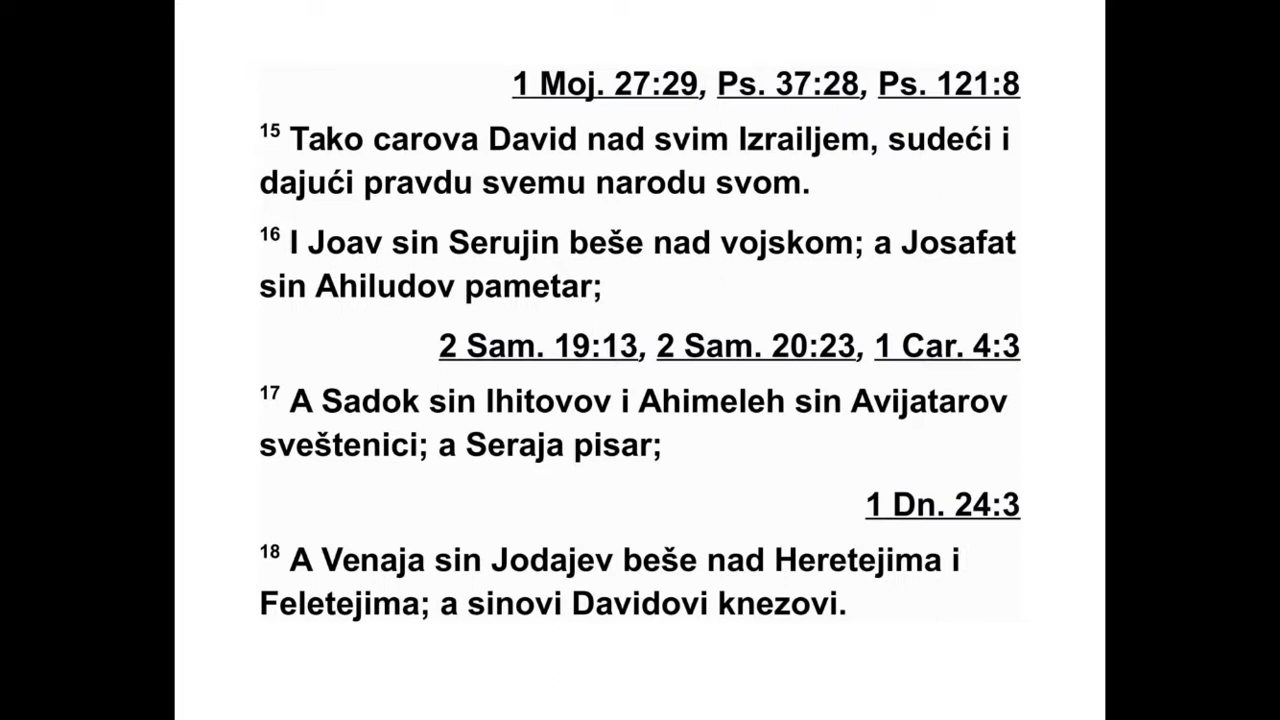 1 Moj. 27:29, Ps. 37:28, Ps. 121:8
15 Tako carova David nad svim Izrailjem, sudeći i
dajući pravdu svemu narodu svom.
16 I Joav sin Serujin beše nad vojskom; a Josafat
sin Ahiludov pametar;
2 Sam. 19:13, 2 Sam. 20:23, 1 Car. 4:3
17 A Sadok sin Ihitovov i Ahimeleh sin Avijatarov
sveštenici; a Seraja pisar;
1 Dn. 24:3
18 A Venaja sin Jodajev beše nad Heretejima i
Feletejima; a sinovi Davidovi knezovi.